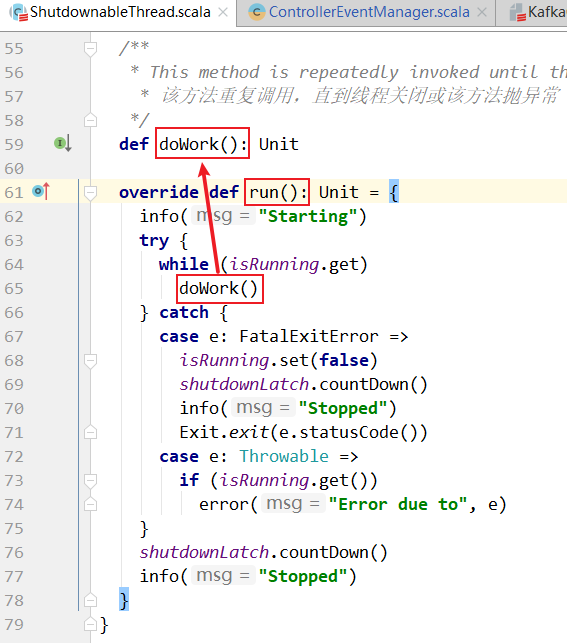 ShutdownableThread.scala × ControllerEventManager.scala × Kafka
55 /**
56 * This method is repeatedly invoked until th
57 * 该方法重复调用，直到线程关闭或该方法抛异常
58 */
59 def doWork(): Unit
60
61 override def run(): Unit = {
62 info( msg = "Starting")
63 try {
64 while (isRunning.get)
65 doWork()
66 } catch {
67 case e: FatalExitError =>
68 isRunning.set(false)
69 shutdownLatch.countDown()
70 info( msg = "Stopped")
71 Exit.exit(e.statusCode())
72 case e: Throwable =>
73 if (isRunning.get())
74 error( msg = "Error due to", e)
75 }
76 shutdownLatch.countDown()
77 info( msg = "Stopped")
78 }
79 }